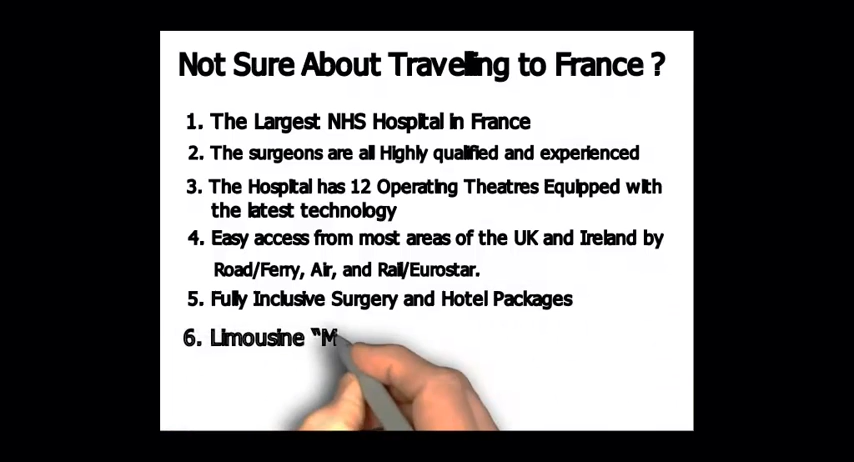 Not Sure About Traveling to France ?
1. The Largest NHS Hospital in France
2. The surgeons are all Highly qualified and experienced
3. The Hospital has 12 Operating Theatres Equipped with
the latest technology
4. Easy access from most areas of the UK and Ireland by
Road/Ferry, Air, and Rail/Eurostar.
5. Fully Inclusive Surgery and Hotel Packages
6. Limousine “M